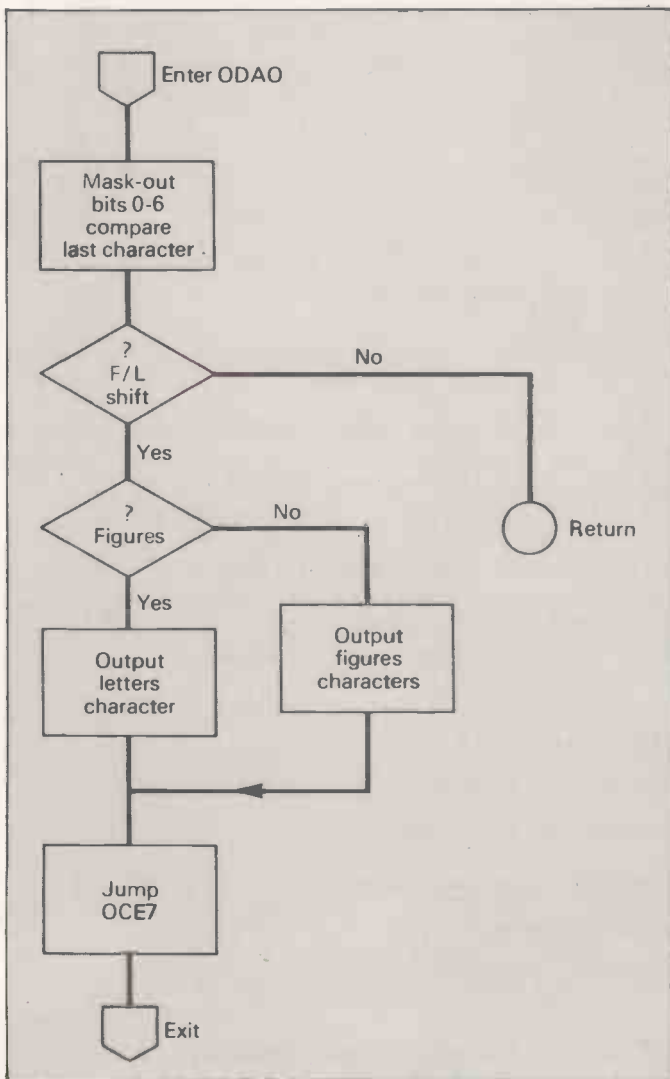 Enter ODAO
Mask-out
bits 0-6
compare
last character
?
F/L
shift
No
Yes
?
Figures
No
Return
Yes
Output
letters
character
Output
figures
characters
Jump
OCE7
Exit